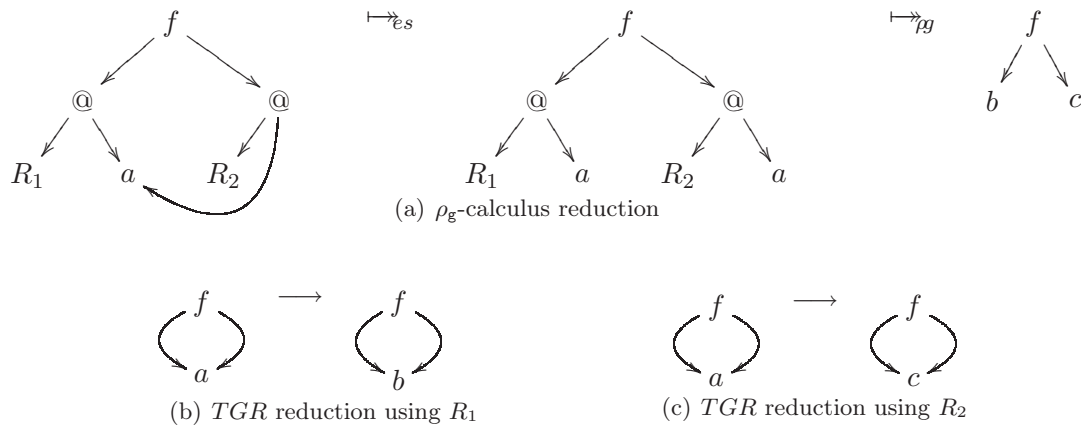 f ↦↠es f ↦↠ρg f
@ @ @ @ b c
R1 a R2 R1 a R2 a
(a) ρg-calculus reduction
f ⟶ f f ⟶ f
a b a c
(b) TGR reduction using R1 (c) TGR reduction using R2